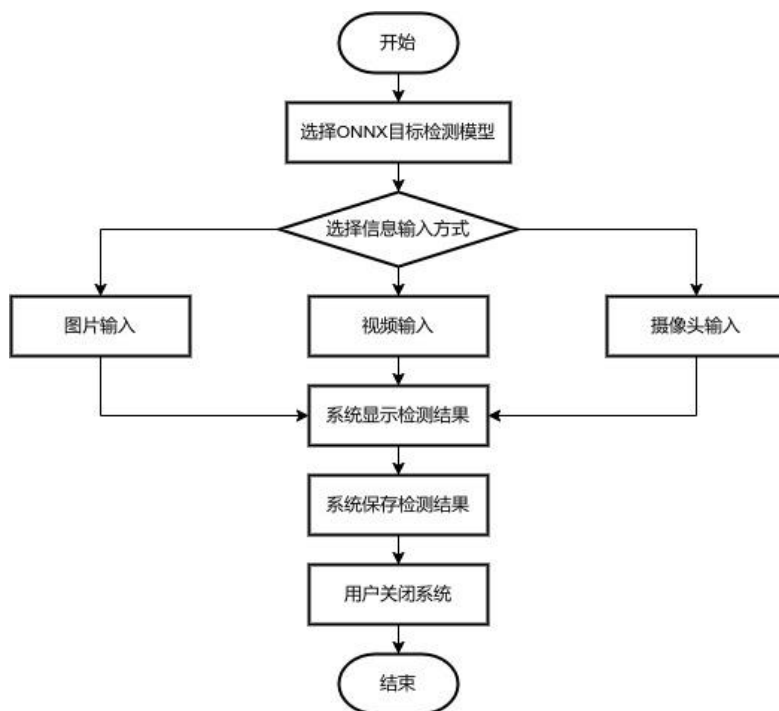 开始
选择ONNX目标检测模型
选择信息输入方式
图片输入
视频输入
摄像头输入
系统显示检测结果
系统保存检测结果
用户关闭系统
结束